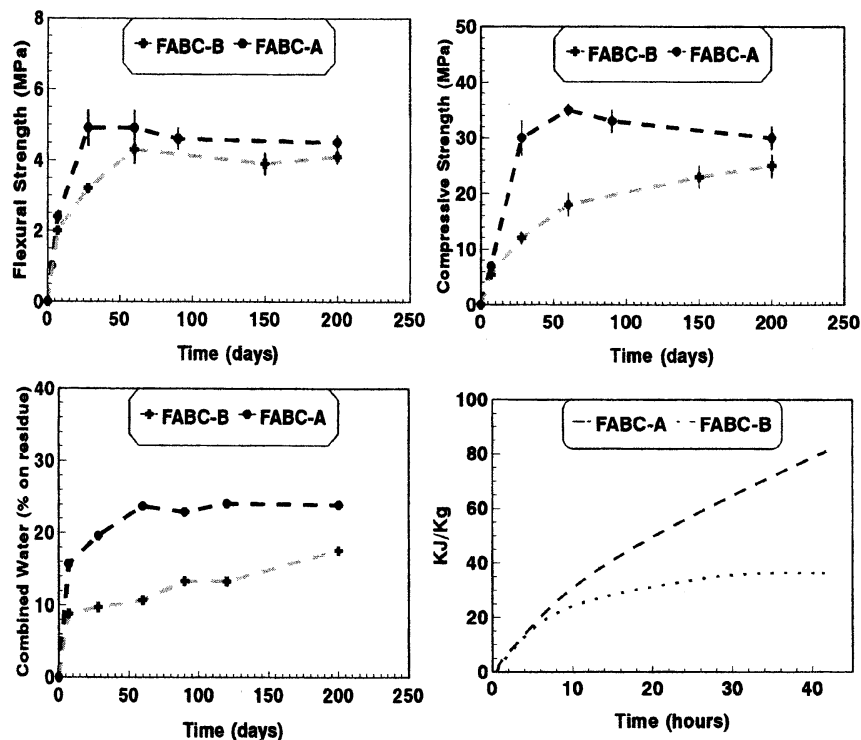 8
6
4
2
0
Flexural Strength (MPa)
FABC-B FABC-A
0 50 100 150 200 250
Time (days)
50
40
30
20
10
0
Compressive Strength (MPa)
FABC-B FABC-A
0 50 100 150 200 250
Time (days)
40
30
20
10
0
Combined Water (% on residue)
FABC-B FABC-A
0 50 100 150 200 250
Time (days)
100
80
60
40
20
0
KJ/Kg
FABC-A FABC-B
0 10 20 30 40
Time (hours)